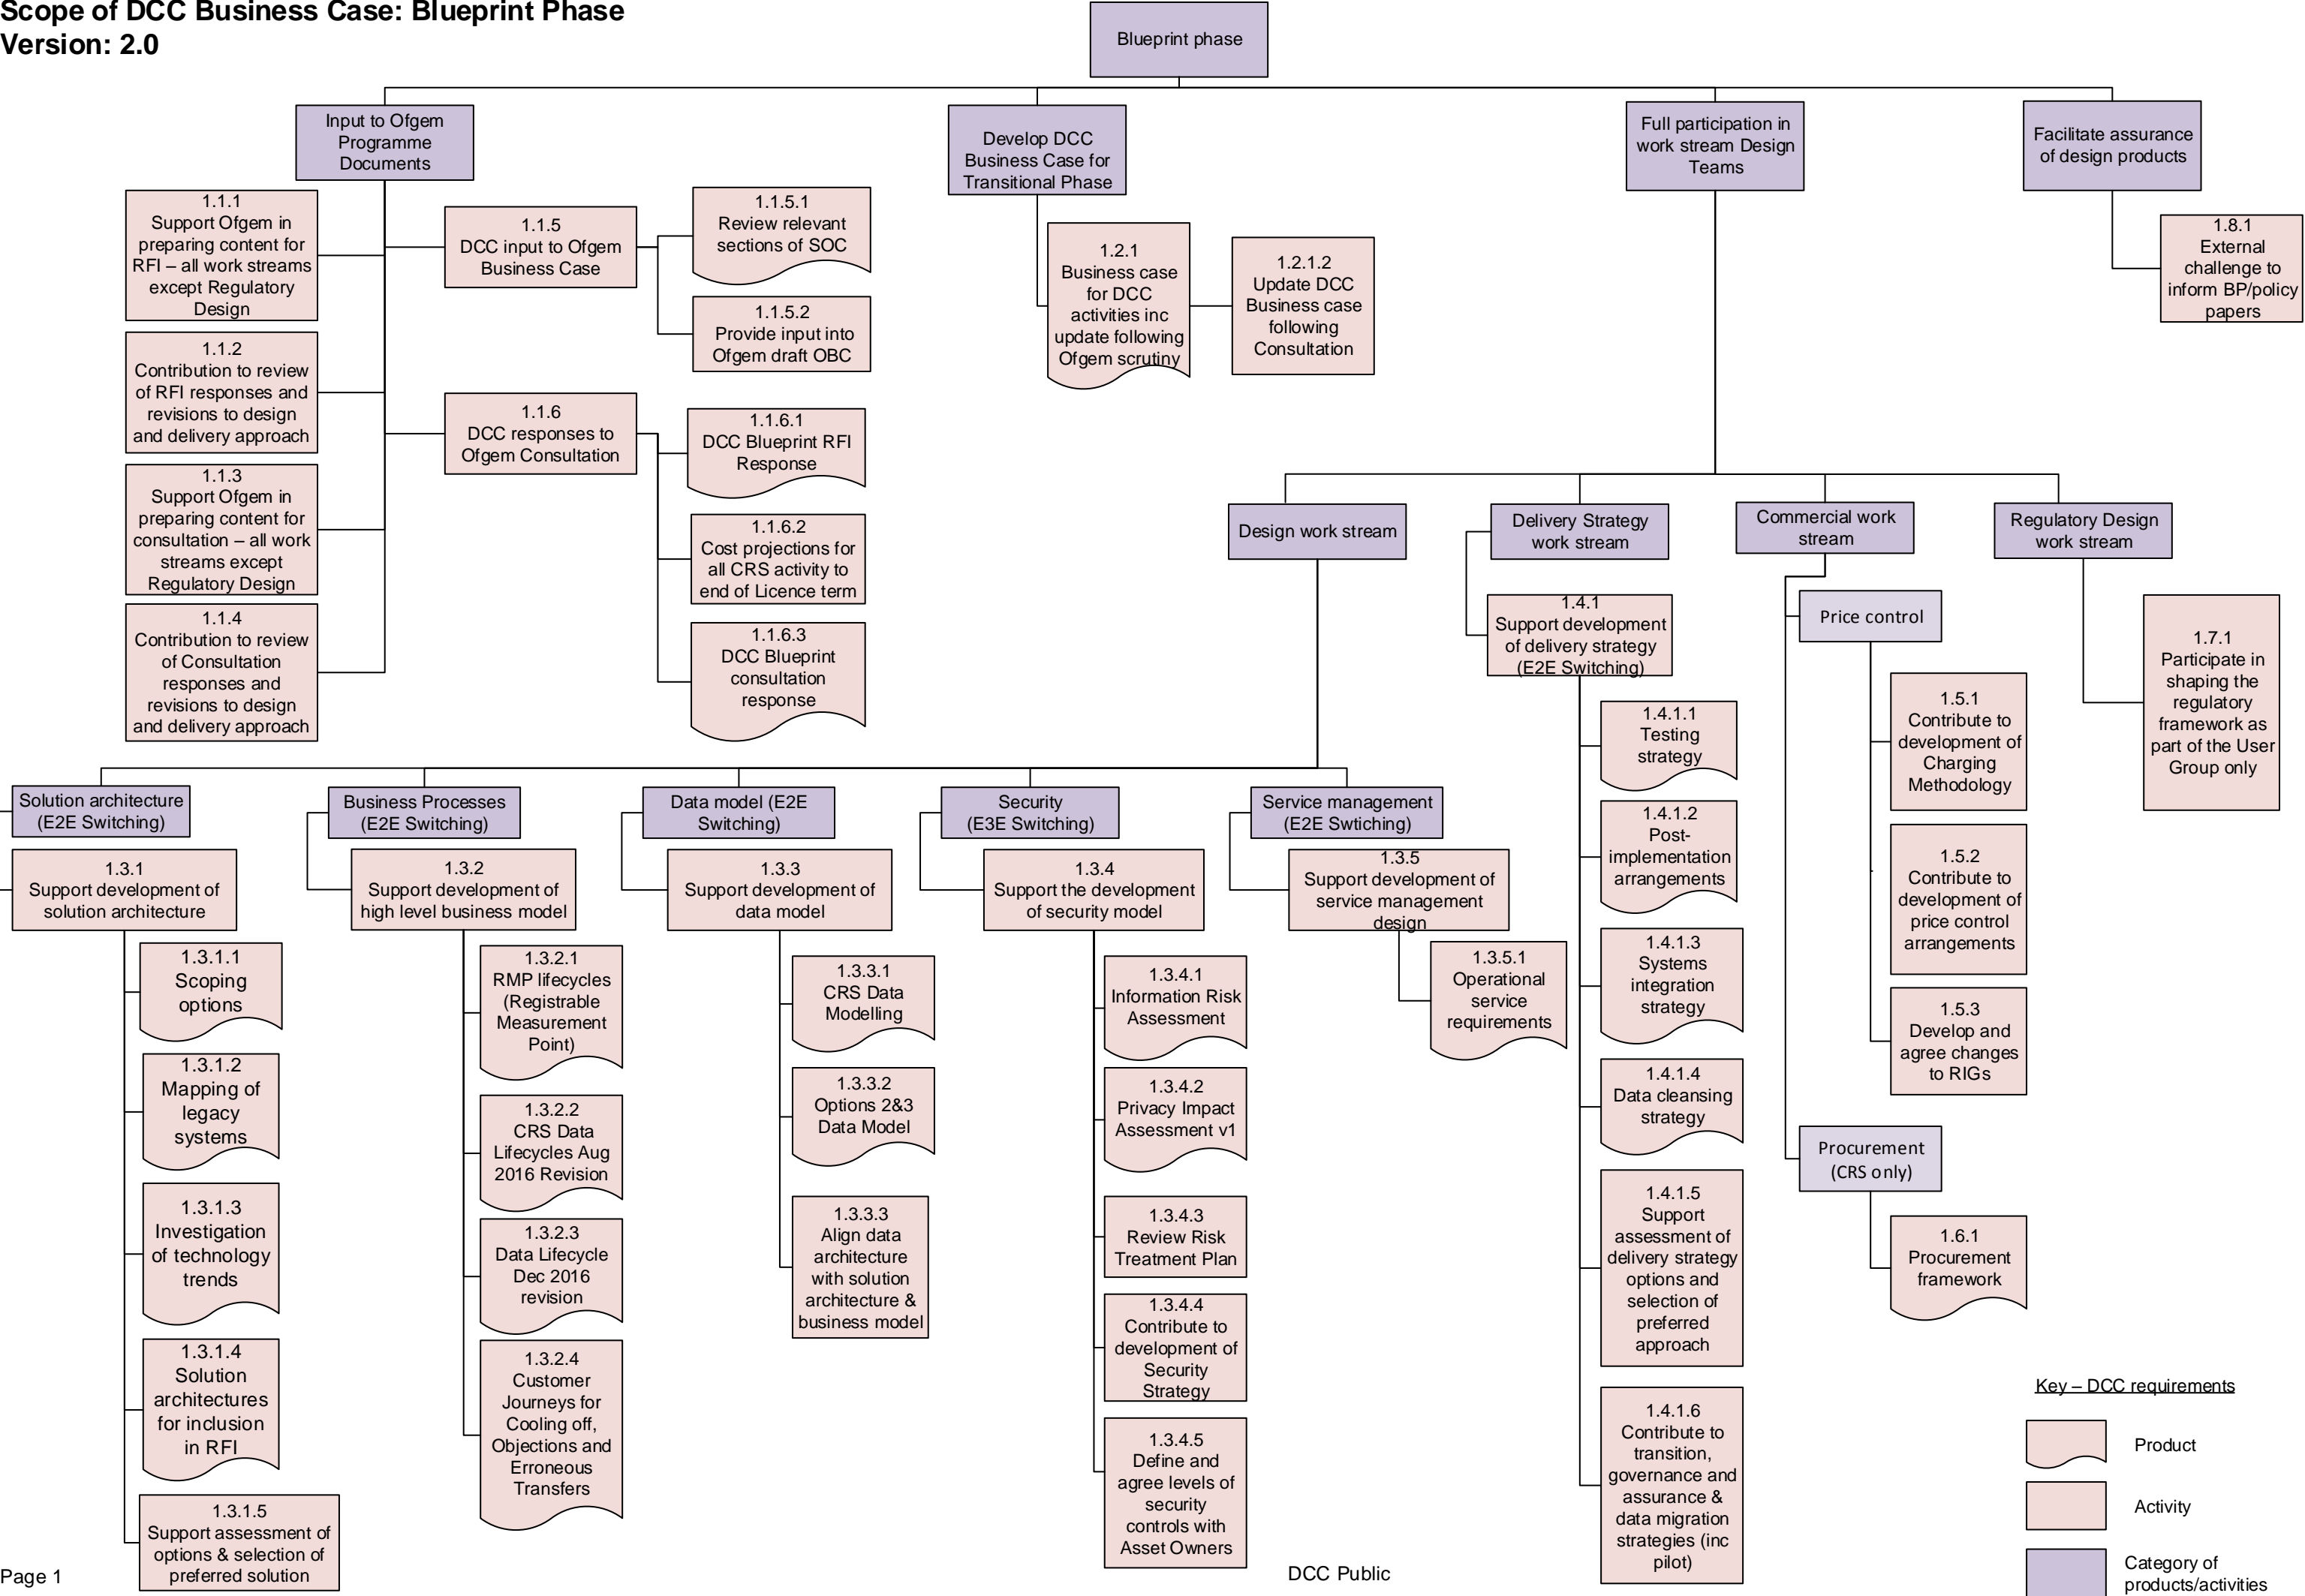 Scope of DCC Business Case: Blueprint Phase
Version: 2.0
Blueprint phase
Input to Ofgem
Programme
Documents
Develop DCC
Business Case for
Transitional Phase
Full participation in
work stream Design
Teams
Facilitate assurance
of design products
1.1.1
Support Ofgem in
preparing content for
RFI – all work streams
except Regulatory
Design
1.1.2
Contribution to review
of RFI responses and
revisions to design
and delivery approach
1.1.3
Support Ofgem in
preparing content for
consultation – all work
streams except
Regulatory Design
1.1.4
Contribution to review
of Consultation
responses and
revisions to design
and delivery approach
1.1.5
DCC input to Ofgem
Business Case
1.1.5.1
Review relevant
sections of SOC
1.1.5.2
Provide input into
Ofgem draft OBC
1.1.6
DCC responses to
Ofgem Consultation
1.1.6.1
DCC Blueprint RFI
Response
1.1.6.2
Cost projections for
all CRS activity to
end of Licence term
1.1.6.3
DCC Blueprint
consultation
response
1.2.1
Business case
for DCC
activities inc
update following
Ofgem scrutiny
1.2.1.2
Update DCC
Business case
following
Consultation
1.8.1
External
challenge to
inform BP/policy
papers
Design work stream
Delivery Strategy
work stream
Commercial work
stream
Regulatory Design
work stream
1.4.1
Support development
of delivery strategy
(E2E Switching)
1.4.1.1
Testing
strategy
1.4.1.2
Post-
implementation
arrangements
1.4.1.3
Systems
integration
strategy
1.4.1.4
Data cleansing
strategy
1.4.1.5
Support
assessment of
delivery strategy
options and
selection of
preferred
approach
1.4.1.6
Contribute to
transition,
governance and
assurance &
data migration
strategies (inc
pilot)
Price control
1.5.1
Contribute to
development of
Charging
Methodology
1.5.2
Contribute to
development of
price control
arrangements
1.5.3
Develop and
agree changes
to RIGs
Procurement
(CRS only)
1.6.1
Procurement
framework
1.7.1
Participate in
shaping the
regulatory
framework as
part of the User
Group only
Solution architecture
(E2E Switching)
1.3.1
Support development of
solution architecture
1.3.1.1
Scoping
options
1.3.1.2
Mapping of
legacy
systems
1.3.1.3
Investigation
of technology
trends
1.3.1.4
Solution
architectures
for inclusion
in RFI
1.3.1.5
Support assessment of
options & selection of
preferred solution
Business Processes
(E2E Switching)
1.3.2
Support development of
high level business model
1.3.2.1
RMP lifecycles
(Registrable
Measurement
Point)
1.3.2.2
CRS Data
Lifecycles Aug
2016 Revision
1.3.2.3
Data Lifecycle
Dec 2016
revision
1.3.2.4
Customer
Journeys for
Cooling off,
Objections and
Erroneous
Transfers
Data model (E2E
Switching)
1.3.3
Support development of
data model
1.3.3.1
CRS Data
Modelling
1.3.3.2
Options 2&3
Data Model
1.3.3.3
Align data
architecture
with solution
architecture &
business model
Security
(E3E Switching)
1.3.4
Support the development
of security model
1.3.4.1
Information Risk
Assessment
1.3.4.2
Privacy Impact
Assessment v1
1.3.4.3
Review Risk
Treatment Plan
1.3.4.4
Contribute to
development of
Security
Strategy
1.3.4.5
Define and
agree levels of
security
controls with
Asset Owners
Service management
(E2E Swtiching)
1.3.5
Support development of
service management
design
1.3.5.1
Operational
service
requirements
Key – DCC requirements
Product
Activity
Category of
products/activities
Page 1
DCC Public